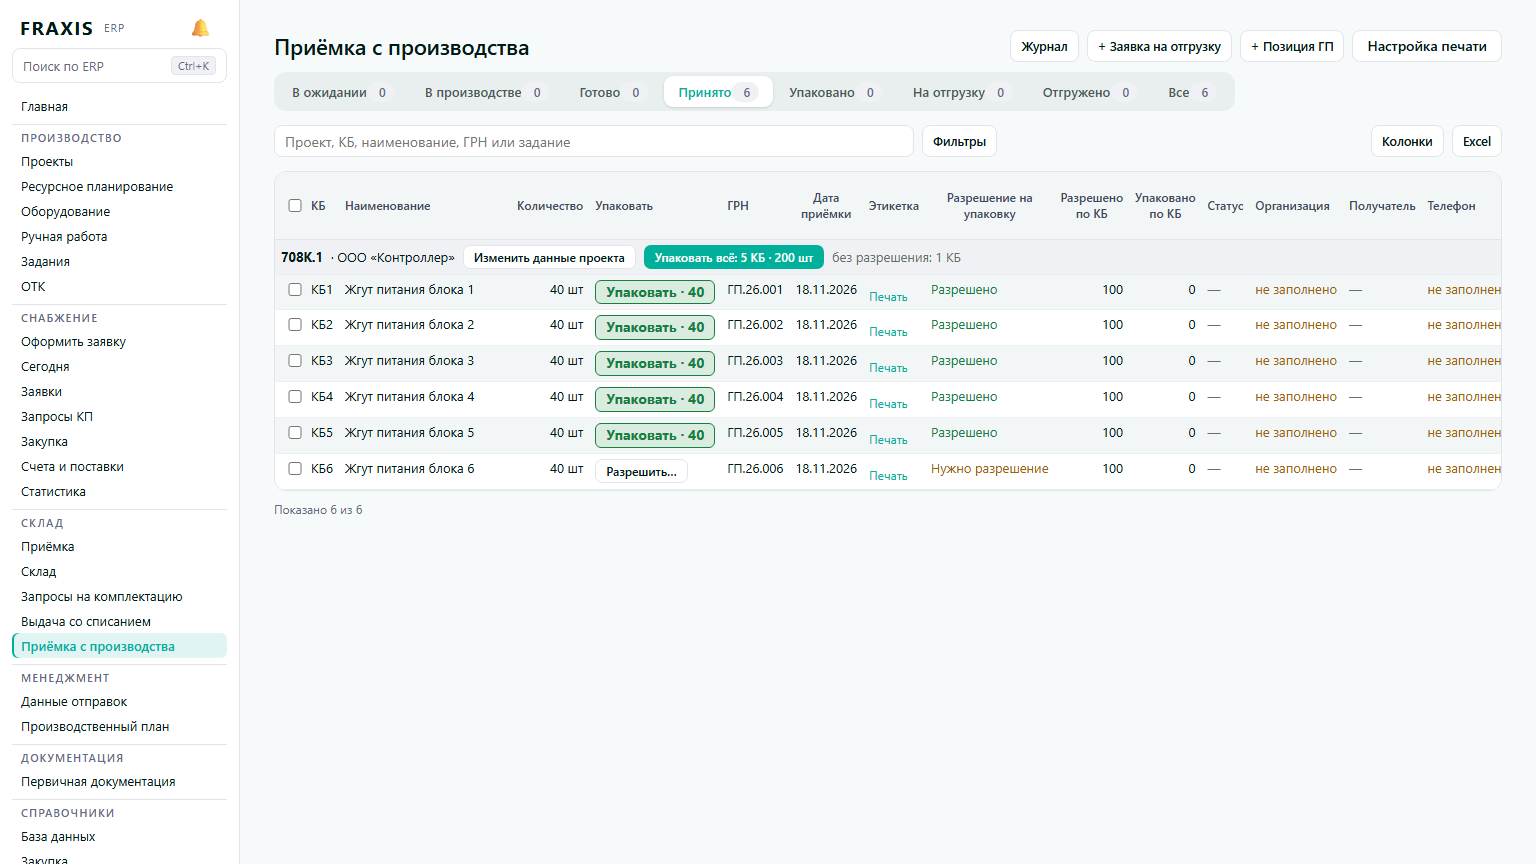 FRAXIS ERP
Поиск по ERP Ctrl+K
Главная
ПРОИЗВОДСТВО
Проекты
Ресурсное планирование
Оборудование
Ручная работа
Задания
ОТК
СНАБЖЕНИЕ
Оформить заявку
Сегодня
Заявки
Запросы КП
Закупка
Счета и поставки
Статистика
СКЛАД
Приёмка
Склад
Запросы на комплектацию
Выдача со списанием
Приёмка с производства
МЕНЕДЖМЕНТ
Данные отправок
Производственный план
ДОКУМЕНТАЦИЯ
Первичная документация
СПРАВОЧНИКИ
База данных
Закупка
Приёмка с производства
Журнал + Заявка на отгрузку + Позиция ГП Настройка печати
В ожидании 0 В производстве 0 Готово 0 Принято 6 Упаковано 0 На отгрузку 0 Отгружено 0 Все 6
Проект, КБ, наименование, ГРН или задание Фильтры Колонки Excel
КБ Наименование Количество Упаковать ГРН Дата приёмки Этикетка Разрешение на упаковку Разрешено по КБ Упаковано по КБ Статус Организация Получатель Телефон
708К.1 · ООО «Контроллер» Изменить данные проекта Упаковать всё: 5 КБ · 200 шт без разрешения: 1 КБ
КБ1 Жгут питания блока 1 40 шт Упаковать · 40 ГП.26.001 18.11.2026 Печать Разрешено 100 0 — не заполнено — не заполнен
КБ2 Жгут питания блока 2 40 шт Упаковать · 40 ГП.26.002 18.11.2026 Печать Разрешено 100 0 — не заполнено — не заполнен
КБ3 Жгут питания блока 3 40 шт Упаковать · 40 ГП.26.003 18.11.2026 Печать Разрешено 100 0 — не заполнено — не заполнен
КБ4 Жгут питания блока 4 40 шт Упаковать · 40 ГП.26.004 18.11.2026 Печать Разрешено 100 0 — не заполнено — не заполнен
КБ5 Жгут питания блока 5 40 шт Упаковать · 40 ГП.26.005 18.11.2026 Печать Разрешено 100 0 — не заполнено — не заполнен
КБ6 Жгут питания блока 6 40 шт Разрешить... ГП.26.006 18.11.2026 Печать Нужно разрешение 100 0 — не заполнено — не заполнен
Показано 6 из 6